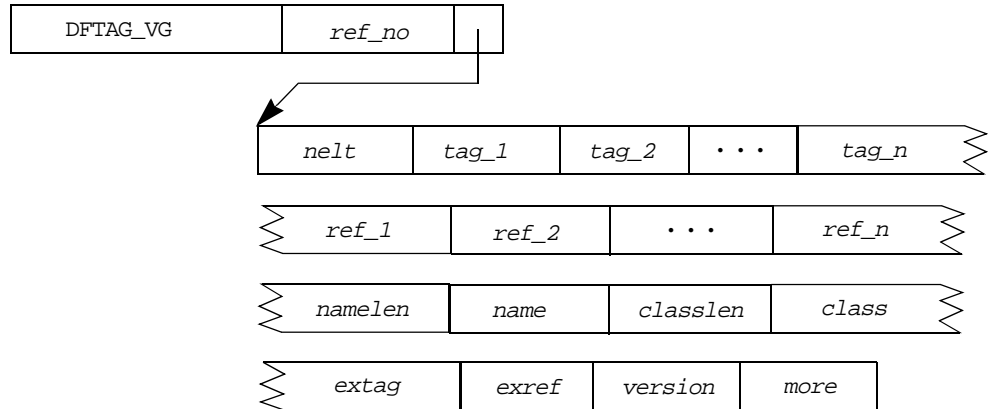 DFTAG_VG ref_no
nelt tag_1 tag_2 ··· tag_n
ref_1 ref_2 ··· ref_n
namelen name classlen class
extag exref version more